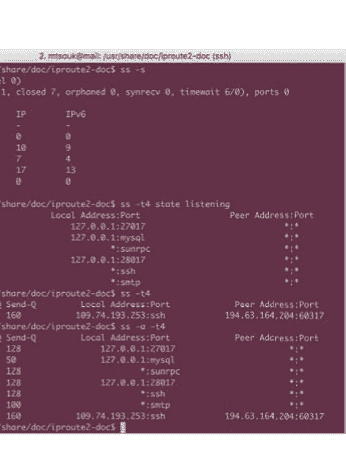 2. mtsouk@mail: /usr/share/doc/iproute2-doc (ssh)
/share/doc/iproute2-doc$ ss -s
al 0)
1, closed 7, orphaned 0, synrecv 0, timewait 6/0), ports 0
IP IPv6
- -
0 0
10 9
7 4
17 13
0 0
/share/doc/iproute2-doc$ ss -t4 state listening
Local Address:Port Peer Address:Port
127.0.0.1:27017 *:*
127.0.0.1:mysql *:*
*:sunrpc *:*
127.0.0.1:28017 *:*
*:ssh *:*
*:smtp *:*
/share/doc/iproute2-doc$ ss -t4
Send-Q Local Address:Port Peer Address:Port
160 109.74.193.253:ssh 194.63.164.204:60317
/share/doc/iproute2-doc$ ss -a -t4
Send-Q Local Address:Port Peer Address:Port
128 127.0.0.1:27017 *:*
50 127.0.0.1:mysql *:*
128 *:sunrpc *:*
128 127.0.0.1:28017 *:*
128 *:ssh *:*
100 *:smtp *:*
160 109.74.193.253:ssh 194.63.164.204:60317
/share/doc/iproute2-doc$